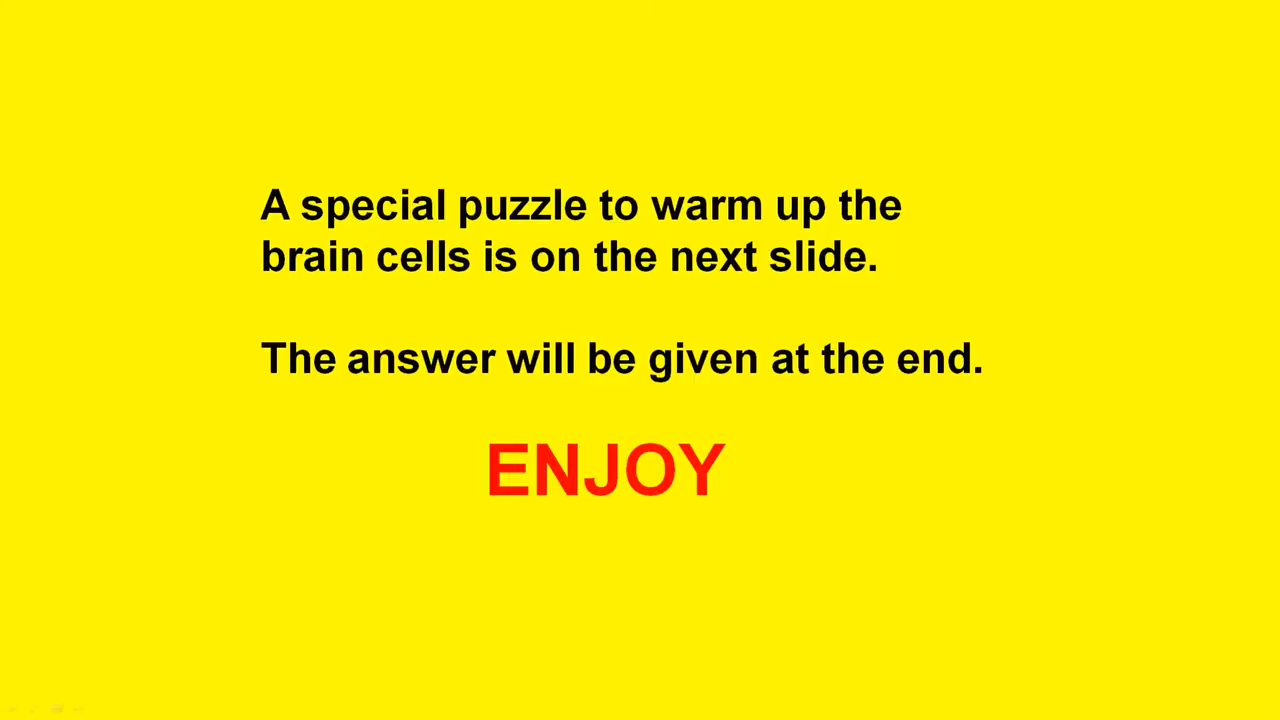 A special puzzle to warm up the
brain cells is on the next slide.
The answer will be given at the end.
ENJOY